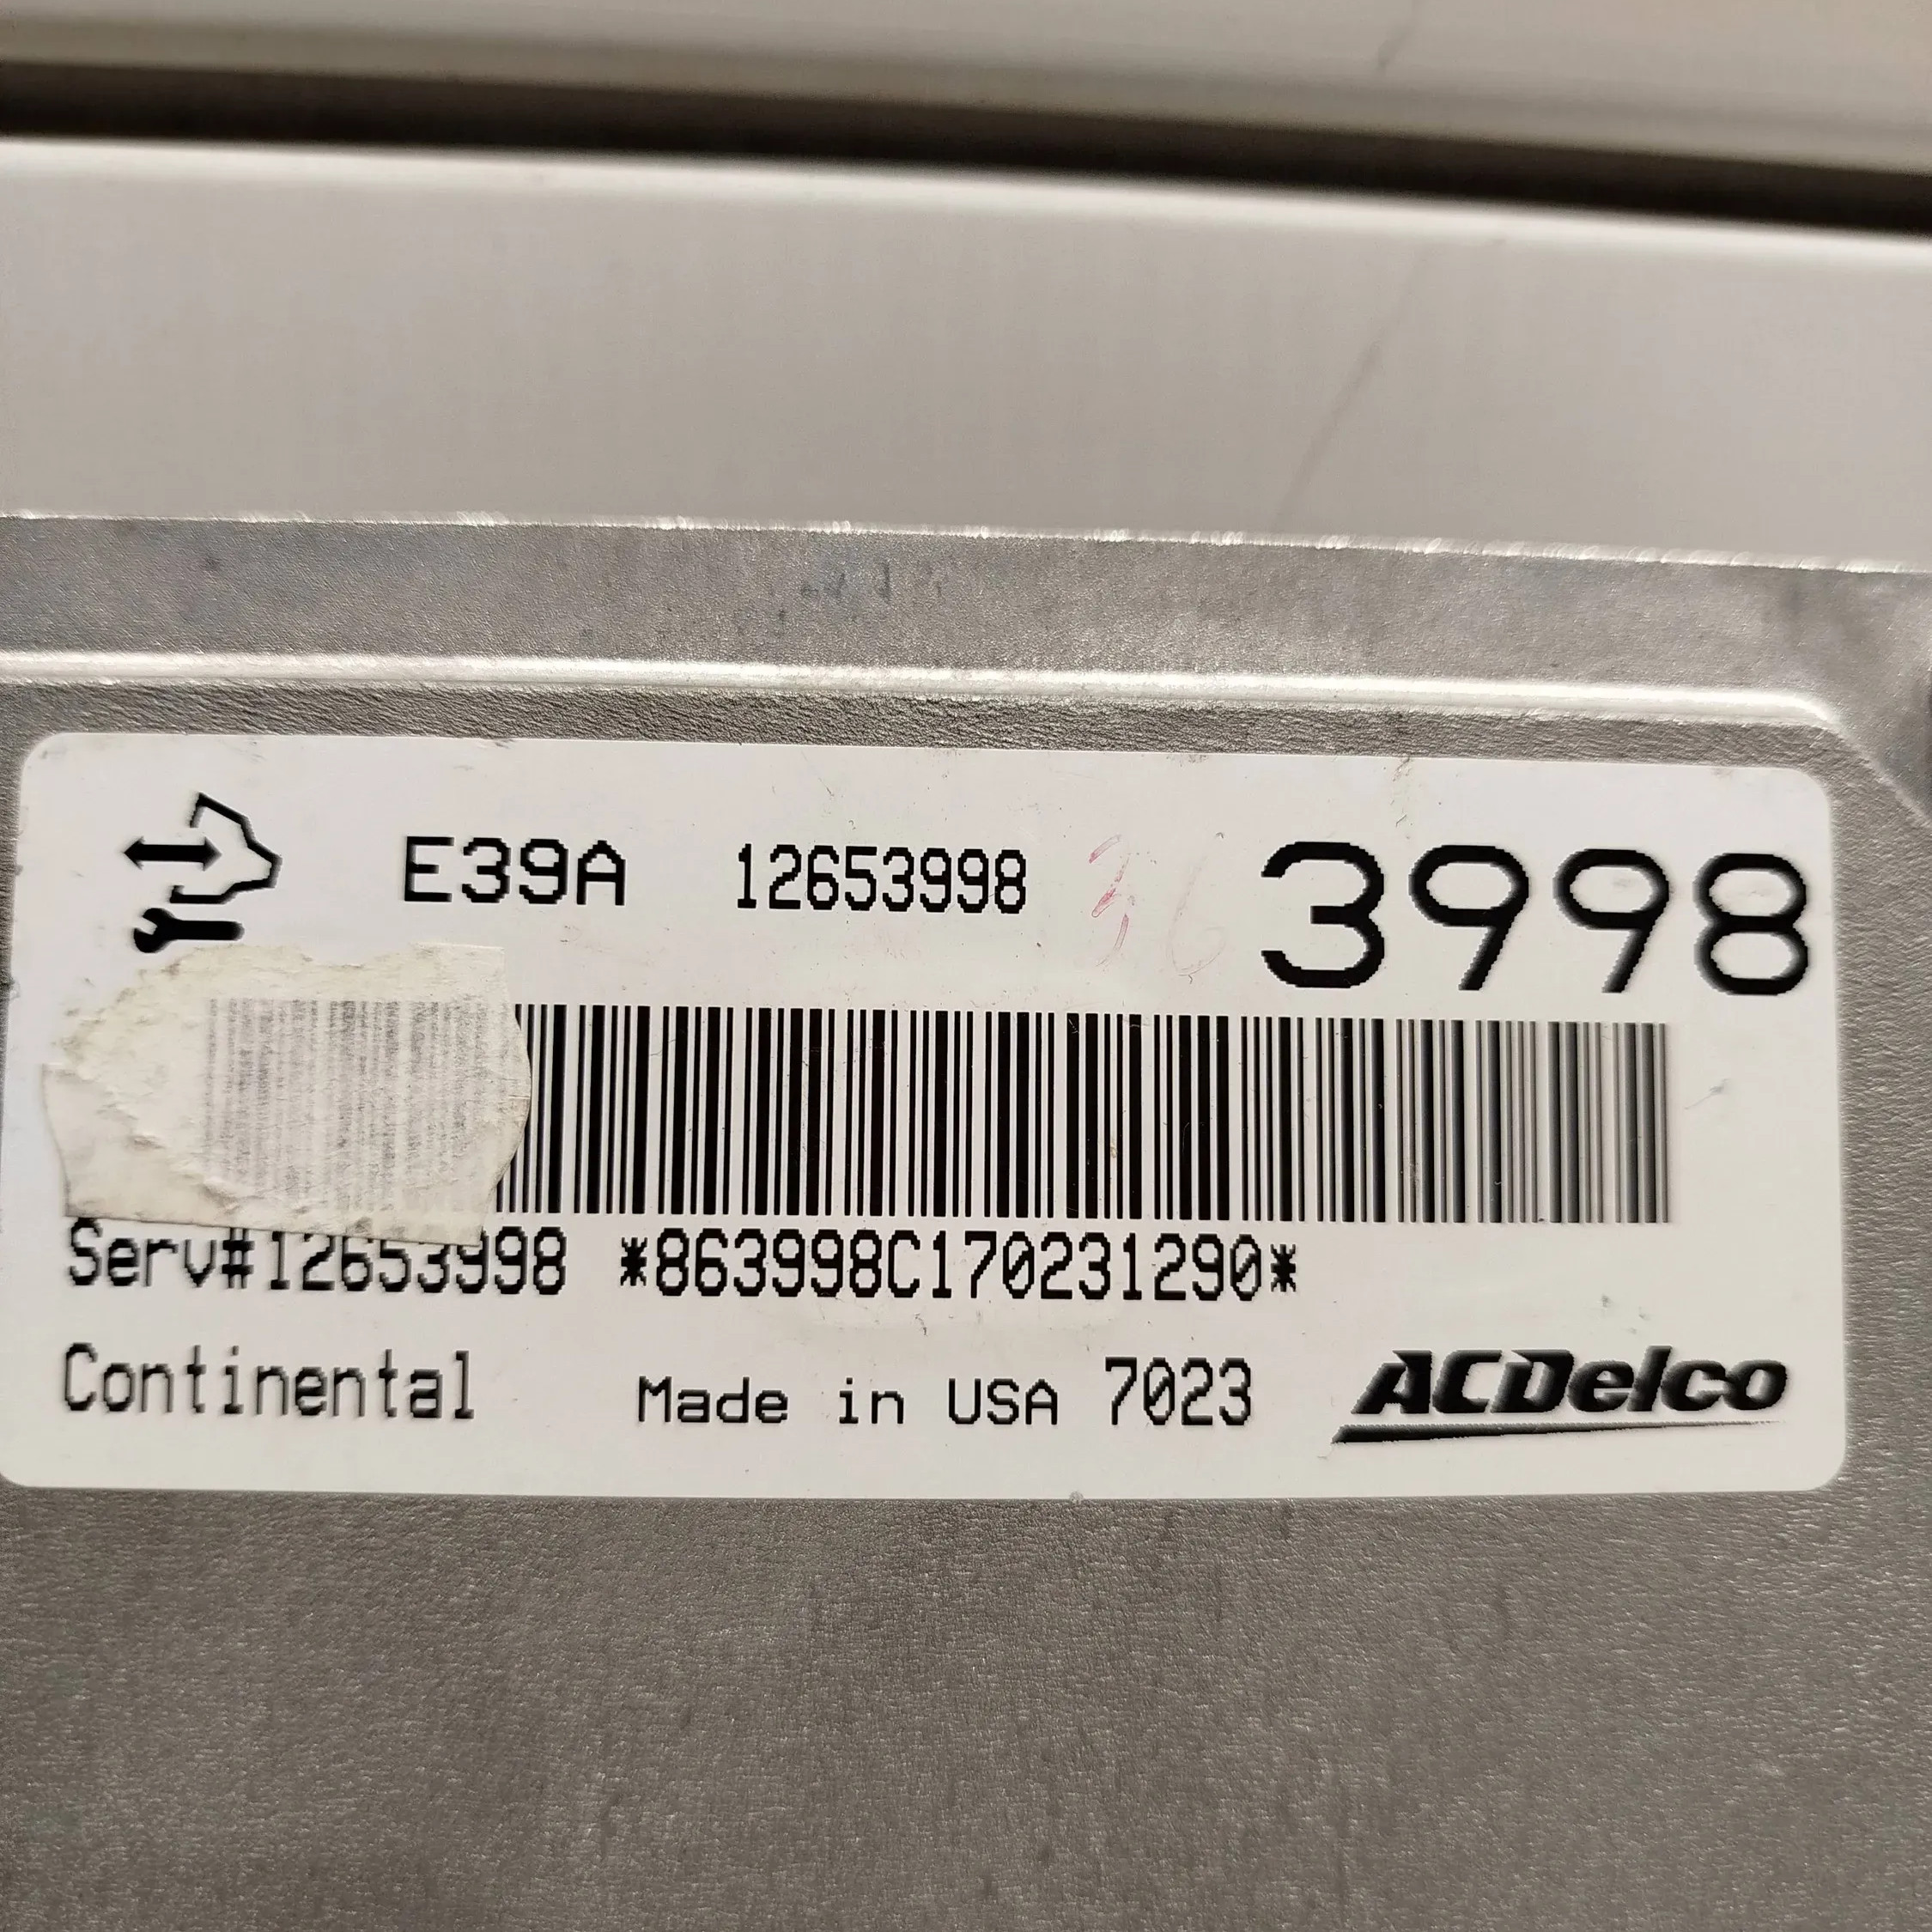 E39A 12653998 3998
Serv#12653998 *863998C170231290*
Continental Made in USA 7023 ACDelco